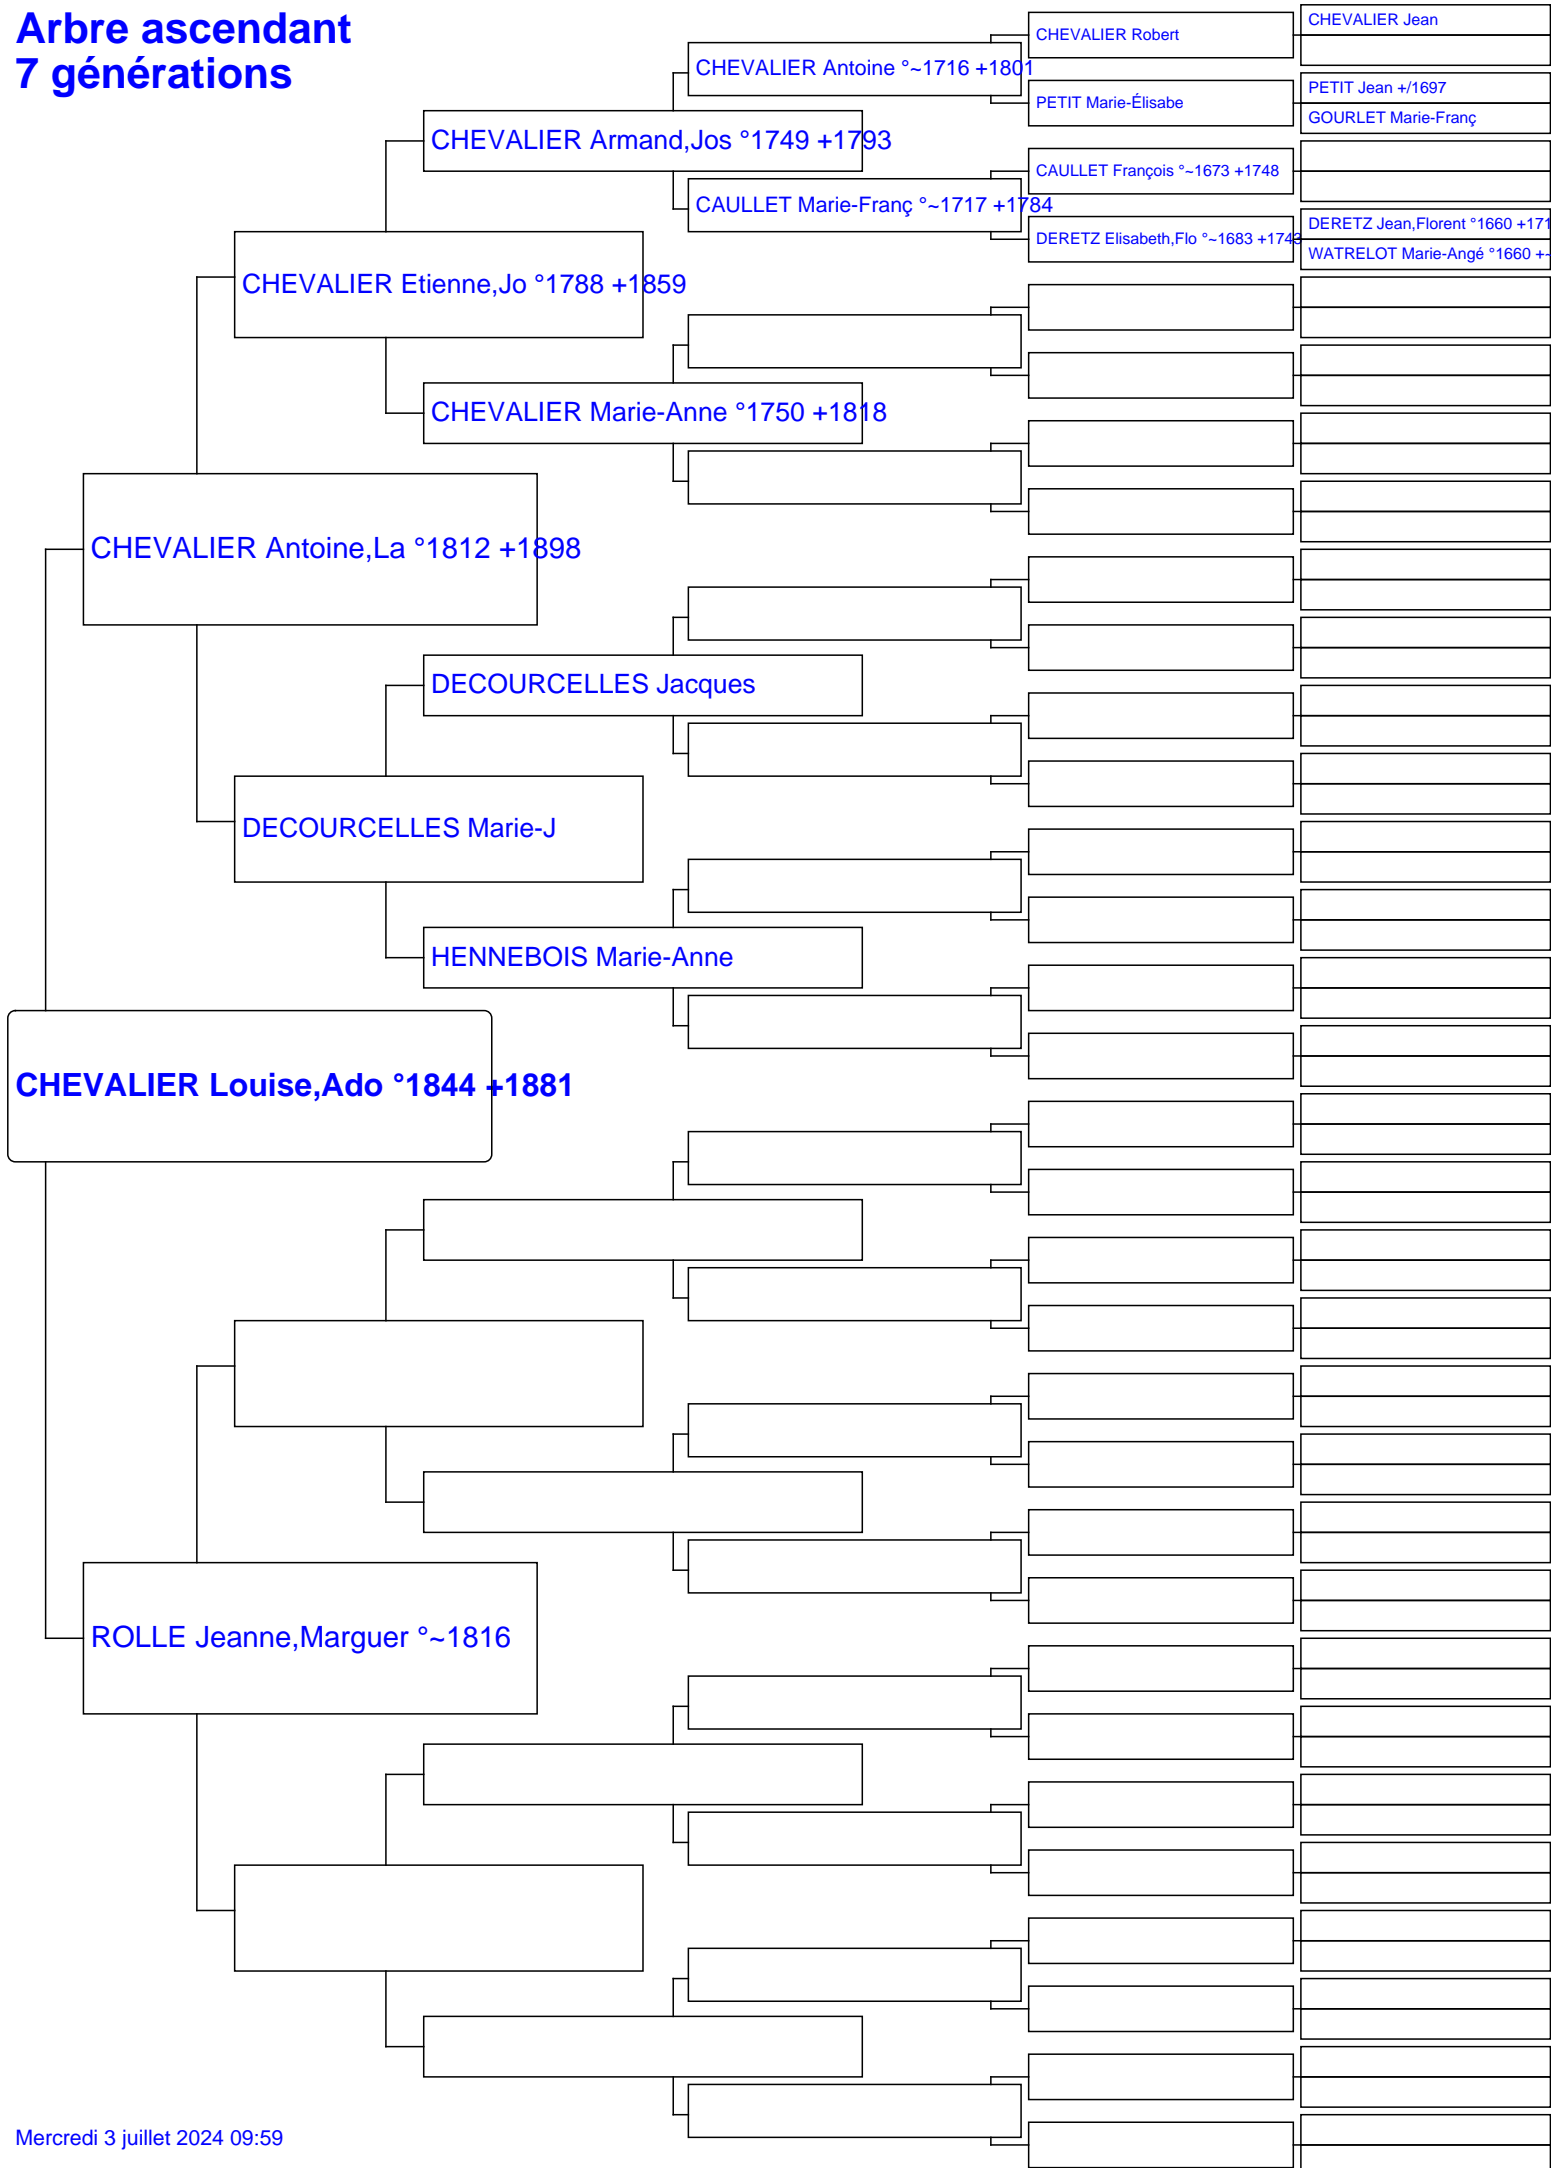 Arbre ascendant
7 générations
CHEVALIER Jean
CHEVALIER Robert
CHEVALIER Antoine °~1716 +1801
PETIT Jean +/1697
PETIT Marie-Élisabe
GOURLET Marie-Franç
CHEVALIER Armand,Jos °1749 +1793
CAULLET François °~1673 +1748
CAULLET Marie-Franç °~1717 +1784
DERETZ Jean,Florent °1660 +171
DERETZ Elisabeth,Flo °~1683 +1743
WATRELOT Marie-Angé °1660 +~
CHEVALIER Etienne,Jo °1788 +1859
CHEVALIER Marie-Anne °1750 +1818
CHEVALIER Antoine,La °1812 +1898
DECOURCELLES Jacques
DECOURCELLES Marie-J
HENNEBOIS Marie-Anne
CHEVALIER Louise,Ado °1844 +1881
ROLLE Jeanne,Marguer °~1816
Mercredi 3 juillet 2024 09:59